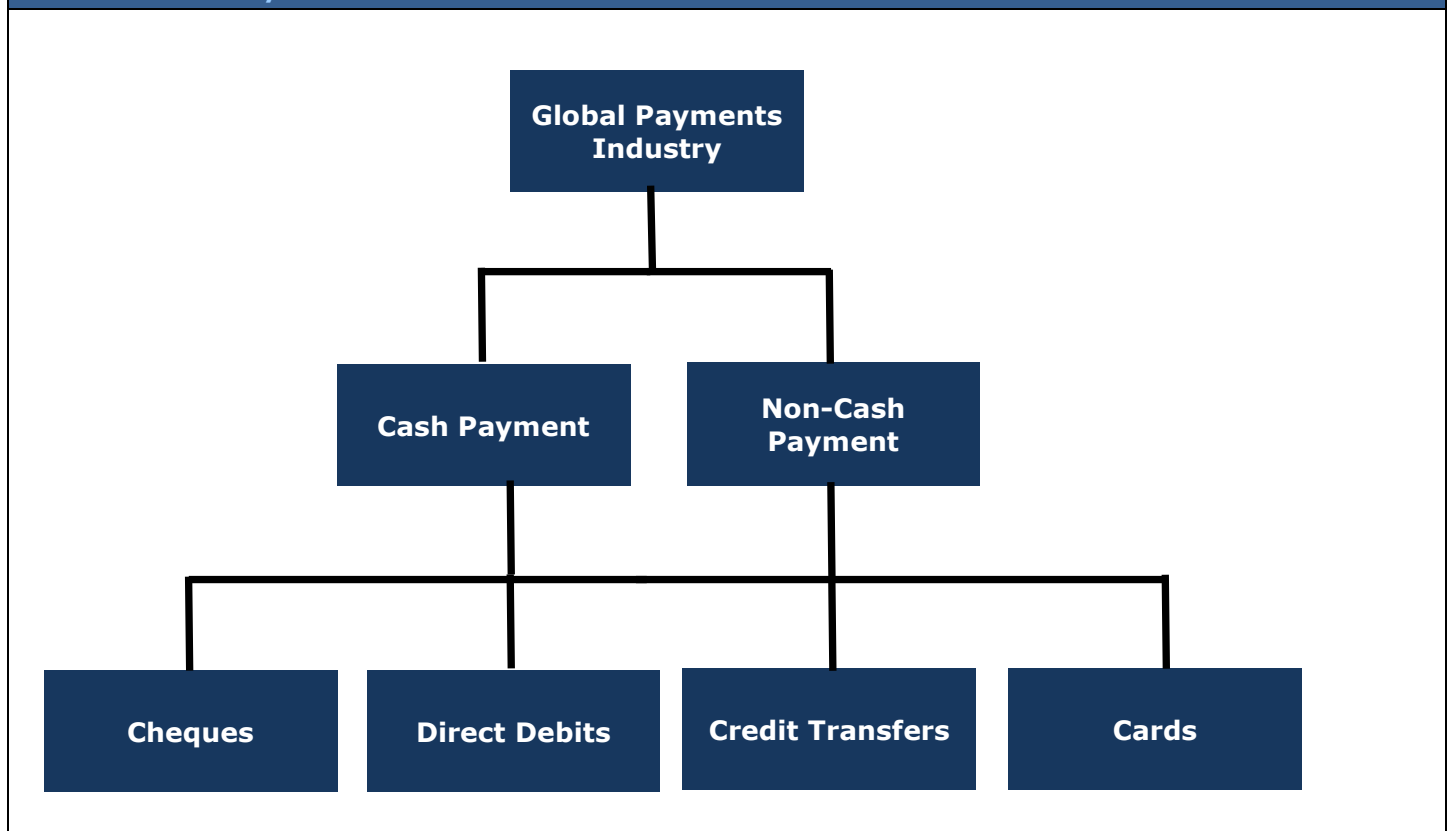 Global Payments
Industry
Cash Payment
Non-Cash
Payment
Cheques
Direct Debits
Credit Transfers
Cards